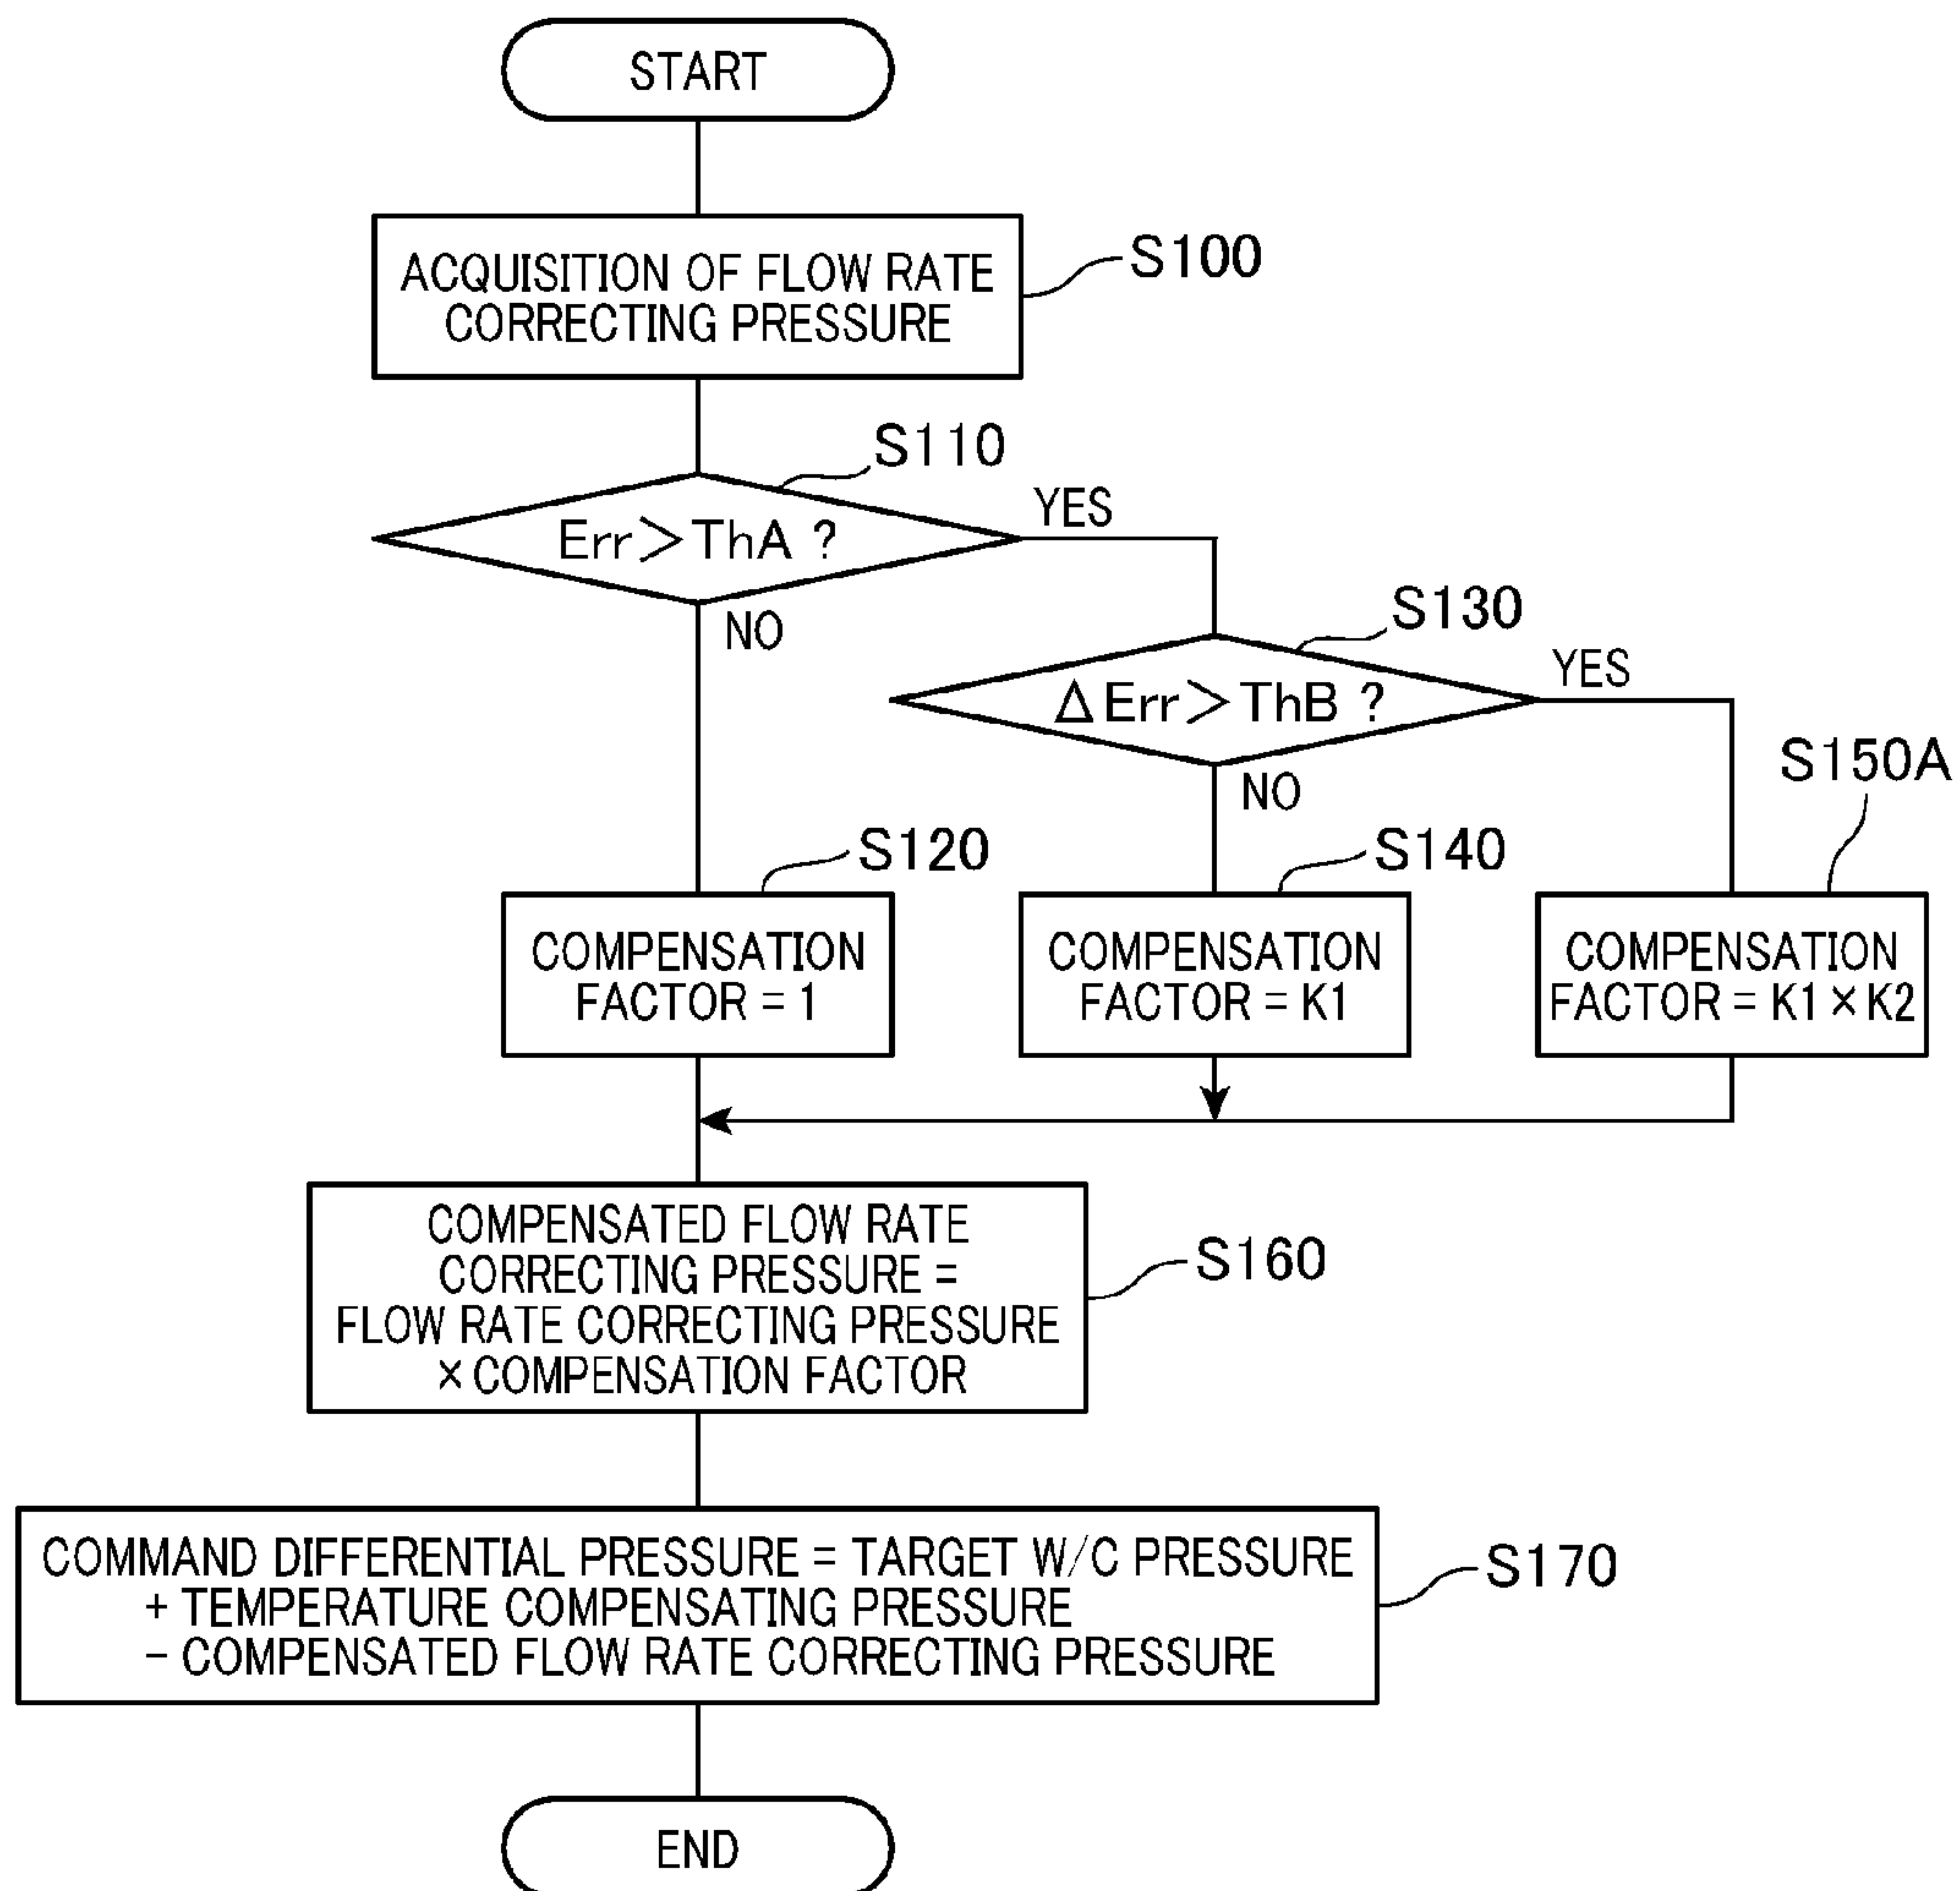 START
ACQUISITION OF FLOW RATE
CORRECTING PRESSURE
S100
S110
Err>ThA ?
YES
NO
S130
ΔErr>ThB ?
YES
NO
S120
COMPENSATION
FACTOR = 1
S140
COMPENSATION
FACTOR = K1
S150A
COMPENSATION
FACTOR = K1 × K2
COMPENSATED FLOW RATE
CORRECTING PRESSURE =
FLOW RATE CORRECTING PRESSURE
× COMPENSATION FACTOR
S160
COMMAND DIFFERENTIAL PRESSURE = TARGET W/C PRESSURE
+ TEMPERATURE COMPENSATING PRESSURE
− COMPENSATED FLOW RATE CORRECTING PRESSURE
S170
END